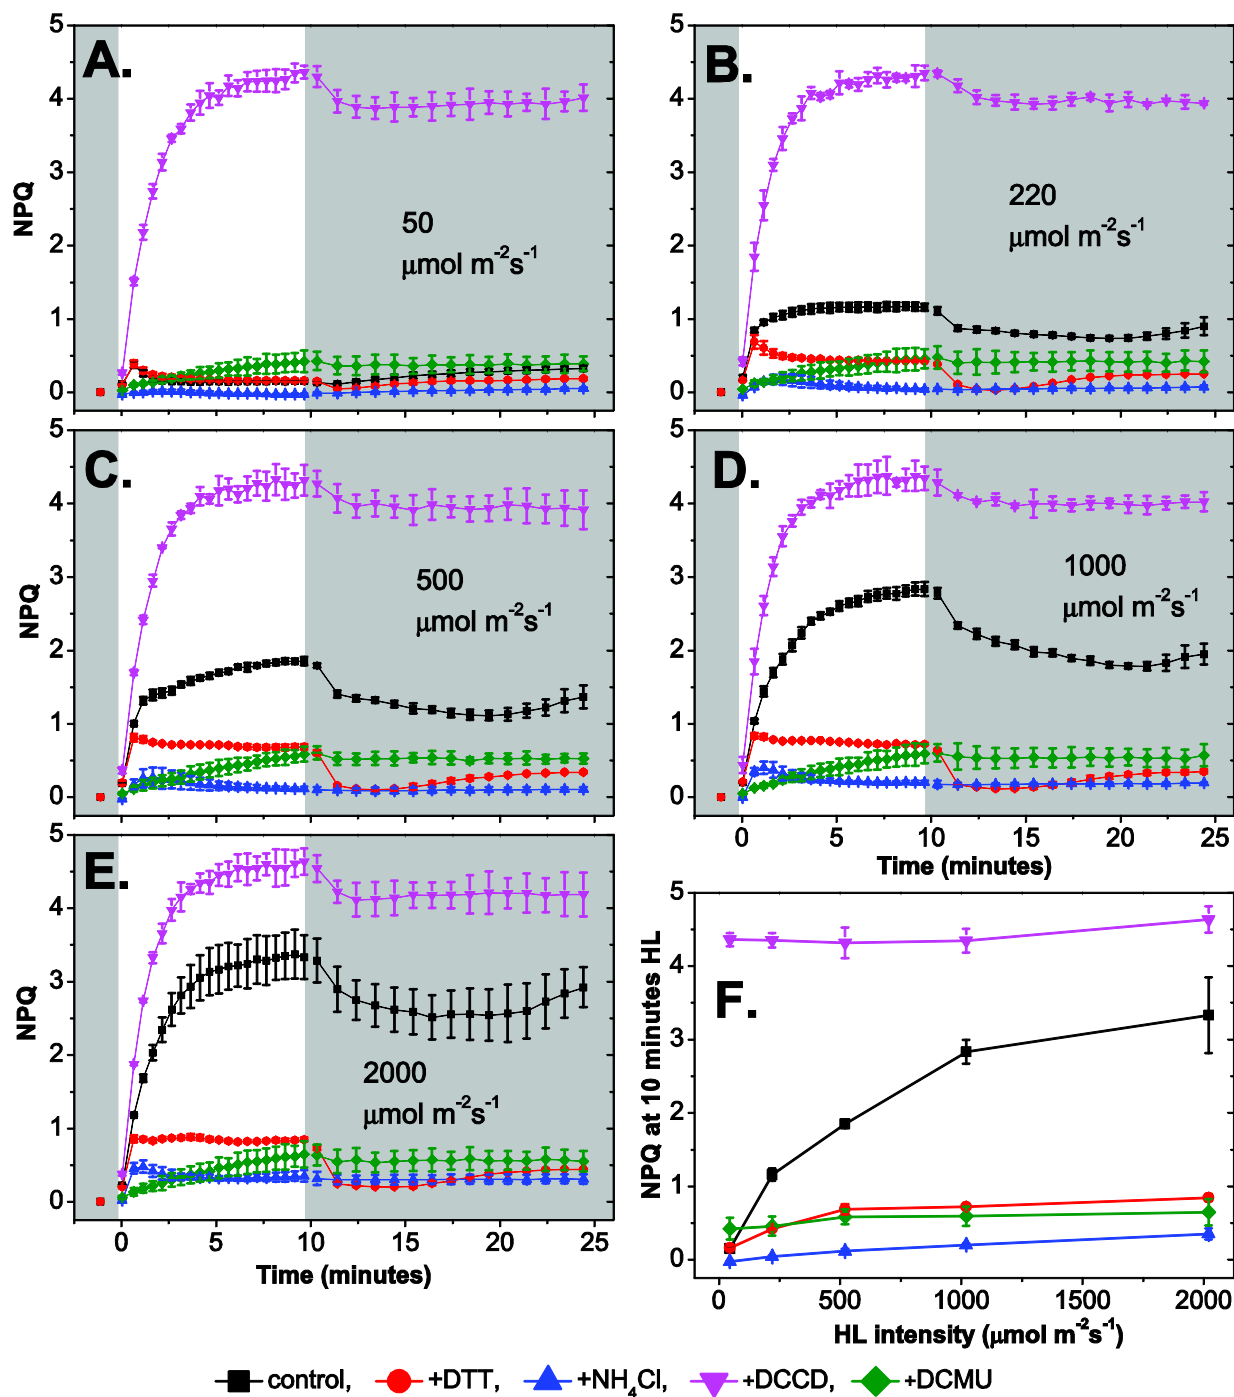 A.
5
4
3
2
1
0
NPQ
50
μmol m⁻²s⁻¹
B.
5
4
3
2
1
0
220
μmol m⁻²s⁻¹
C.
5
4
3
2
1
0
NPQ
500
μmol m⁻²s⁻¹
D.
5
4
3
2
1
0
1000
μmol m⁻²s⁻¹
0 5 10 15 20 25
Time (minutes)
E.
5
4
3
2
1
0
NPQ
2000
μmol m⁻²s⁻¹
0 5 10 15 20 25
Time (minutes)
F.
5
4
3
2
1
0
NPQ at 10 minutes HL
0 500 1000 1500 2000
HL intensity (μmol m⁻²s⁻¹)
control, +DTT, +NH₄Cl, +DCCD, +DCMU